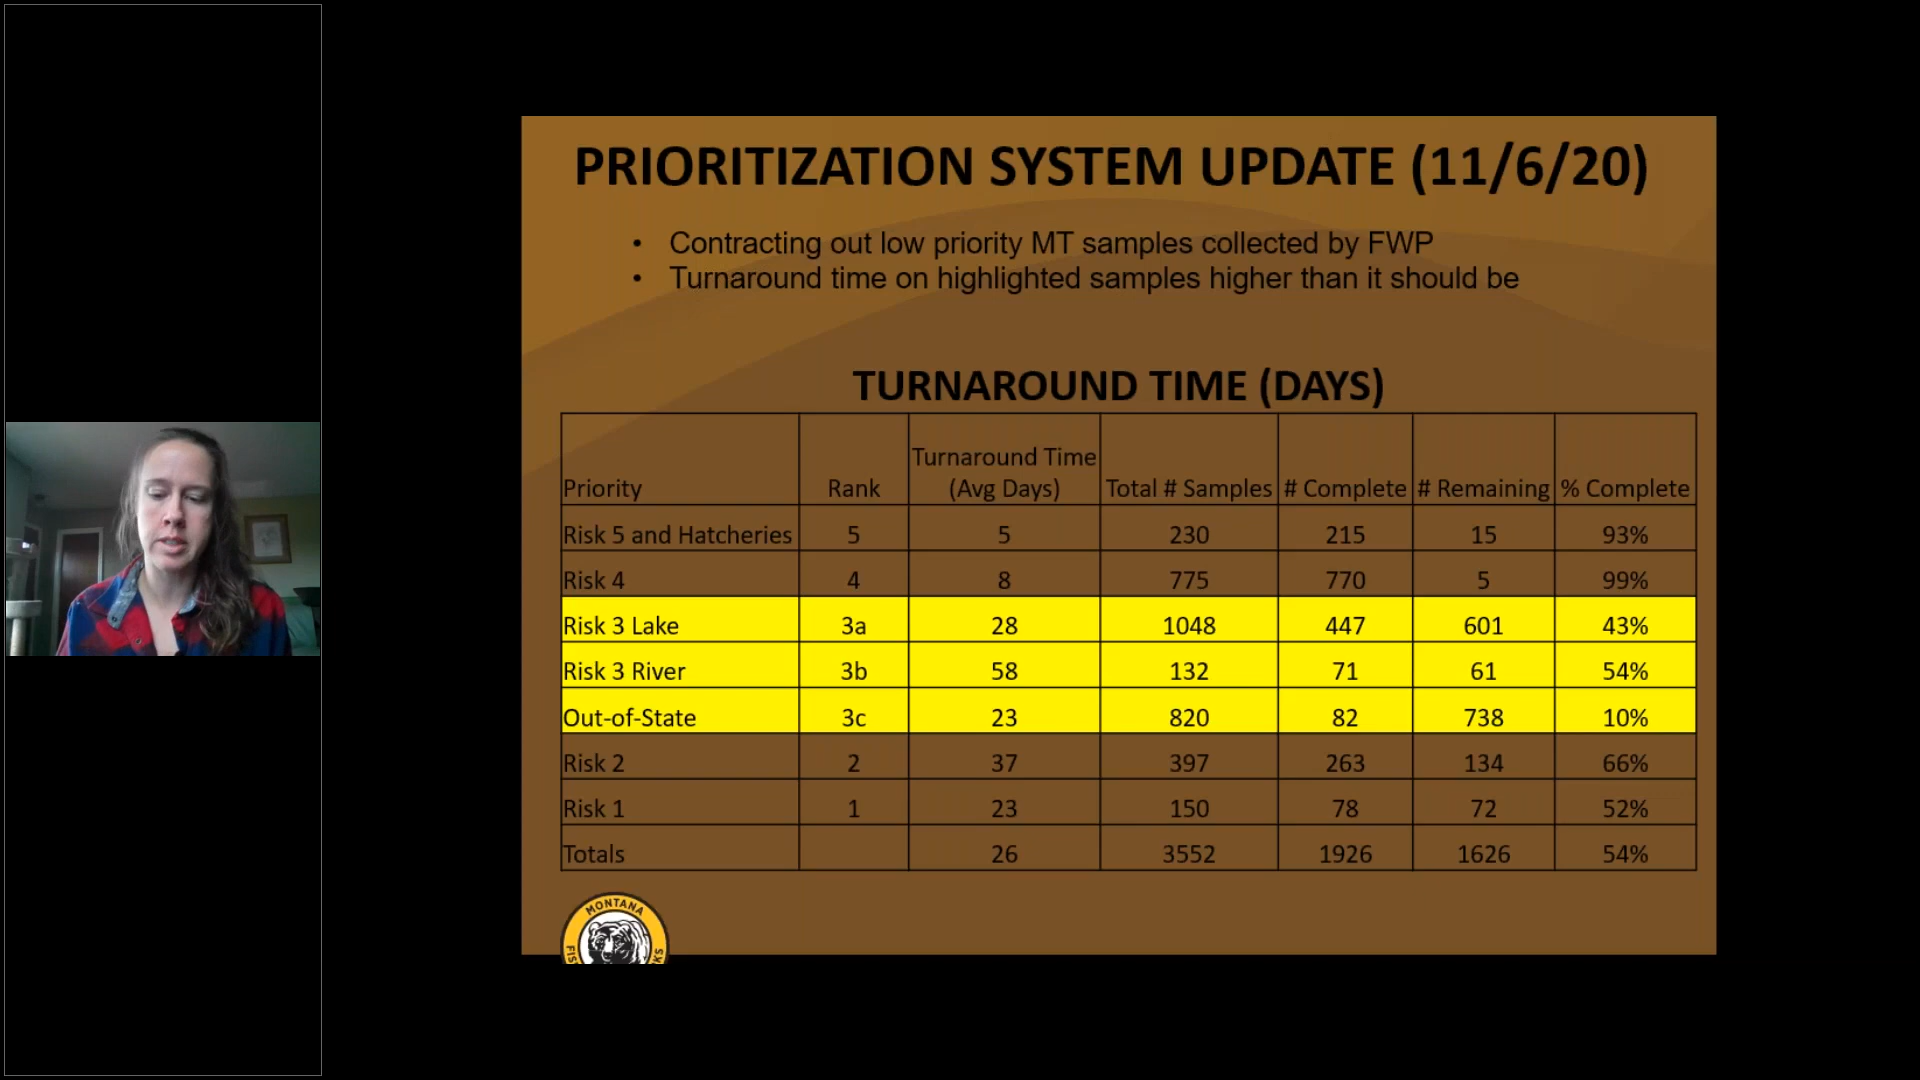 PRIORITIZATION SYSTEM UPDATE (11/6/20)
• Contracting out low priority MT samples collected by FWP
• Turnaround time on highlighted samples higher than it should be
TURNAROUND TIME (DAYS)
Priority Rank Turnaround Time (Avg Days) Total # Samples # Complete # Remaining % Complete
Risk 5 and Hatcheries 5 5 230 215 15 93%
Risk 4 4 8 775 770 5 99%
Risk 3 Lake 3a 28 1048 447 601 43%
Risk 3 River 3b 58 132 71 61 54%
Out-of-State 3c 23 820 82 738 10%
Risk 2 2 37 397 263 134 66%
Risk 1 1 23 150 78 72 52%
Totals 26 3552 1926 1626 54%
MONTANA